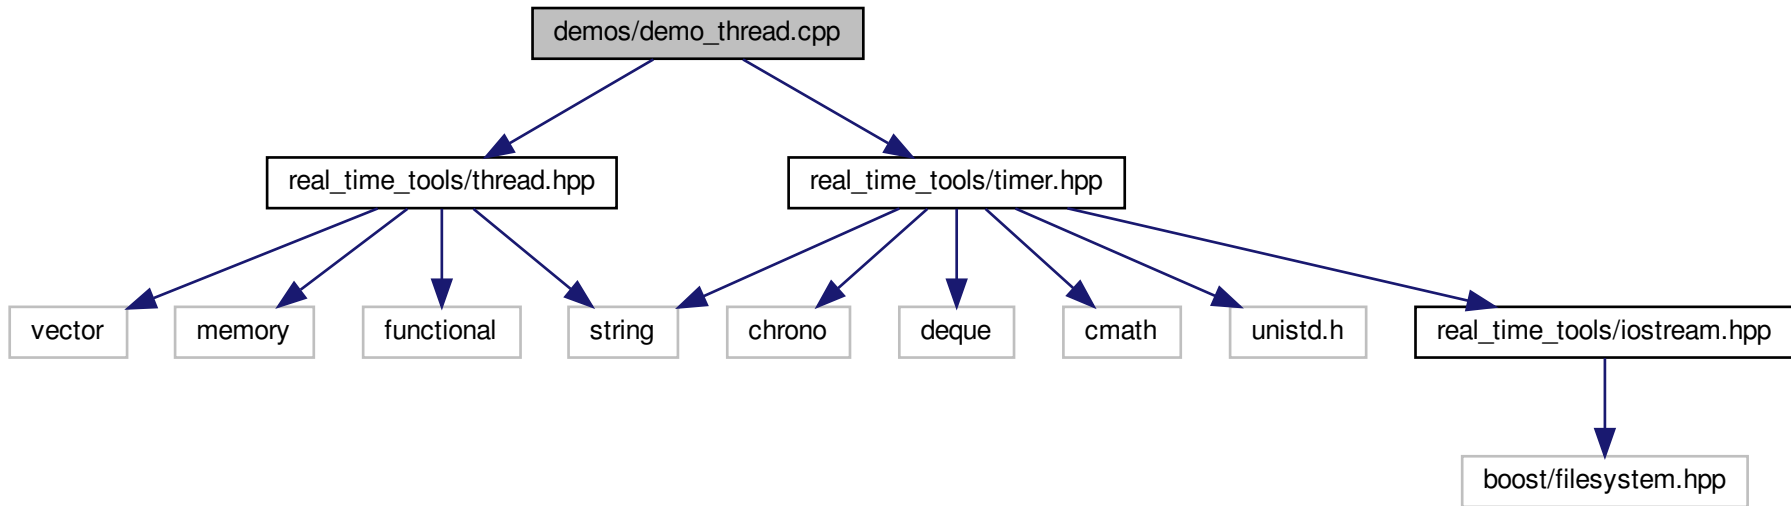 demos/demo_thread.cpp
real_time_tools/thread.hpp
real_time_tools/timer.hpp
vector
memory
functional
string
chrono
deque
cmath
unistd.h
real_time_tools/iostream.hpp
boost/filesystem.hpp